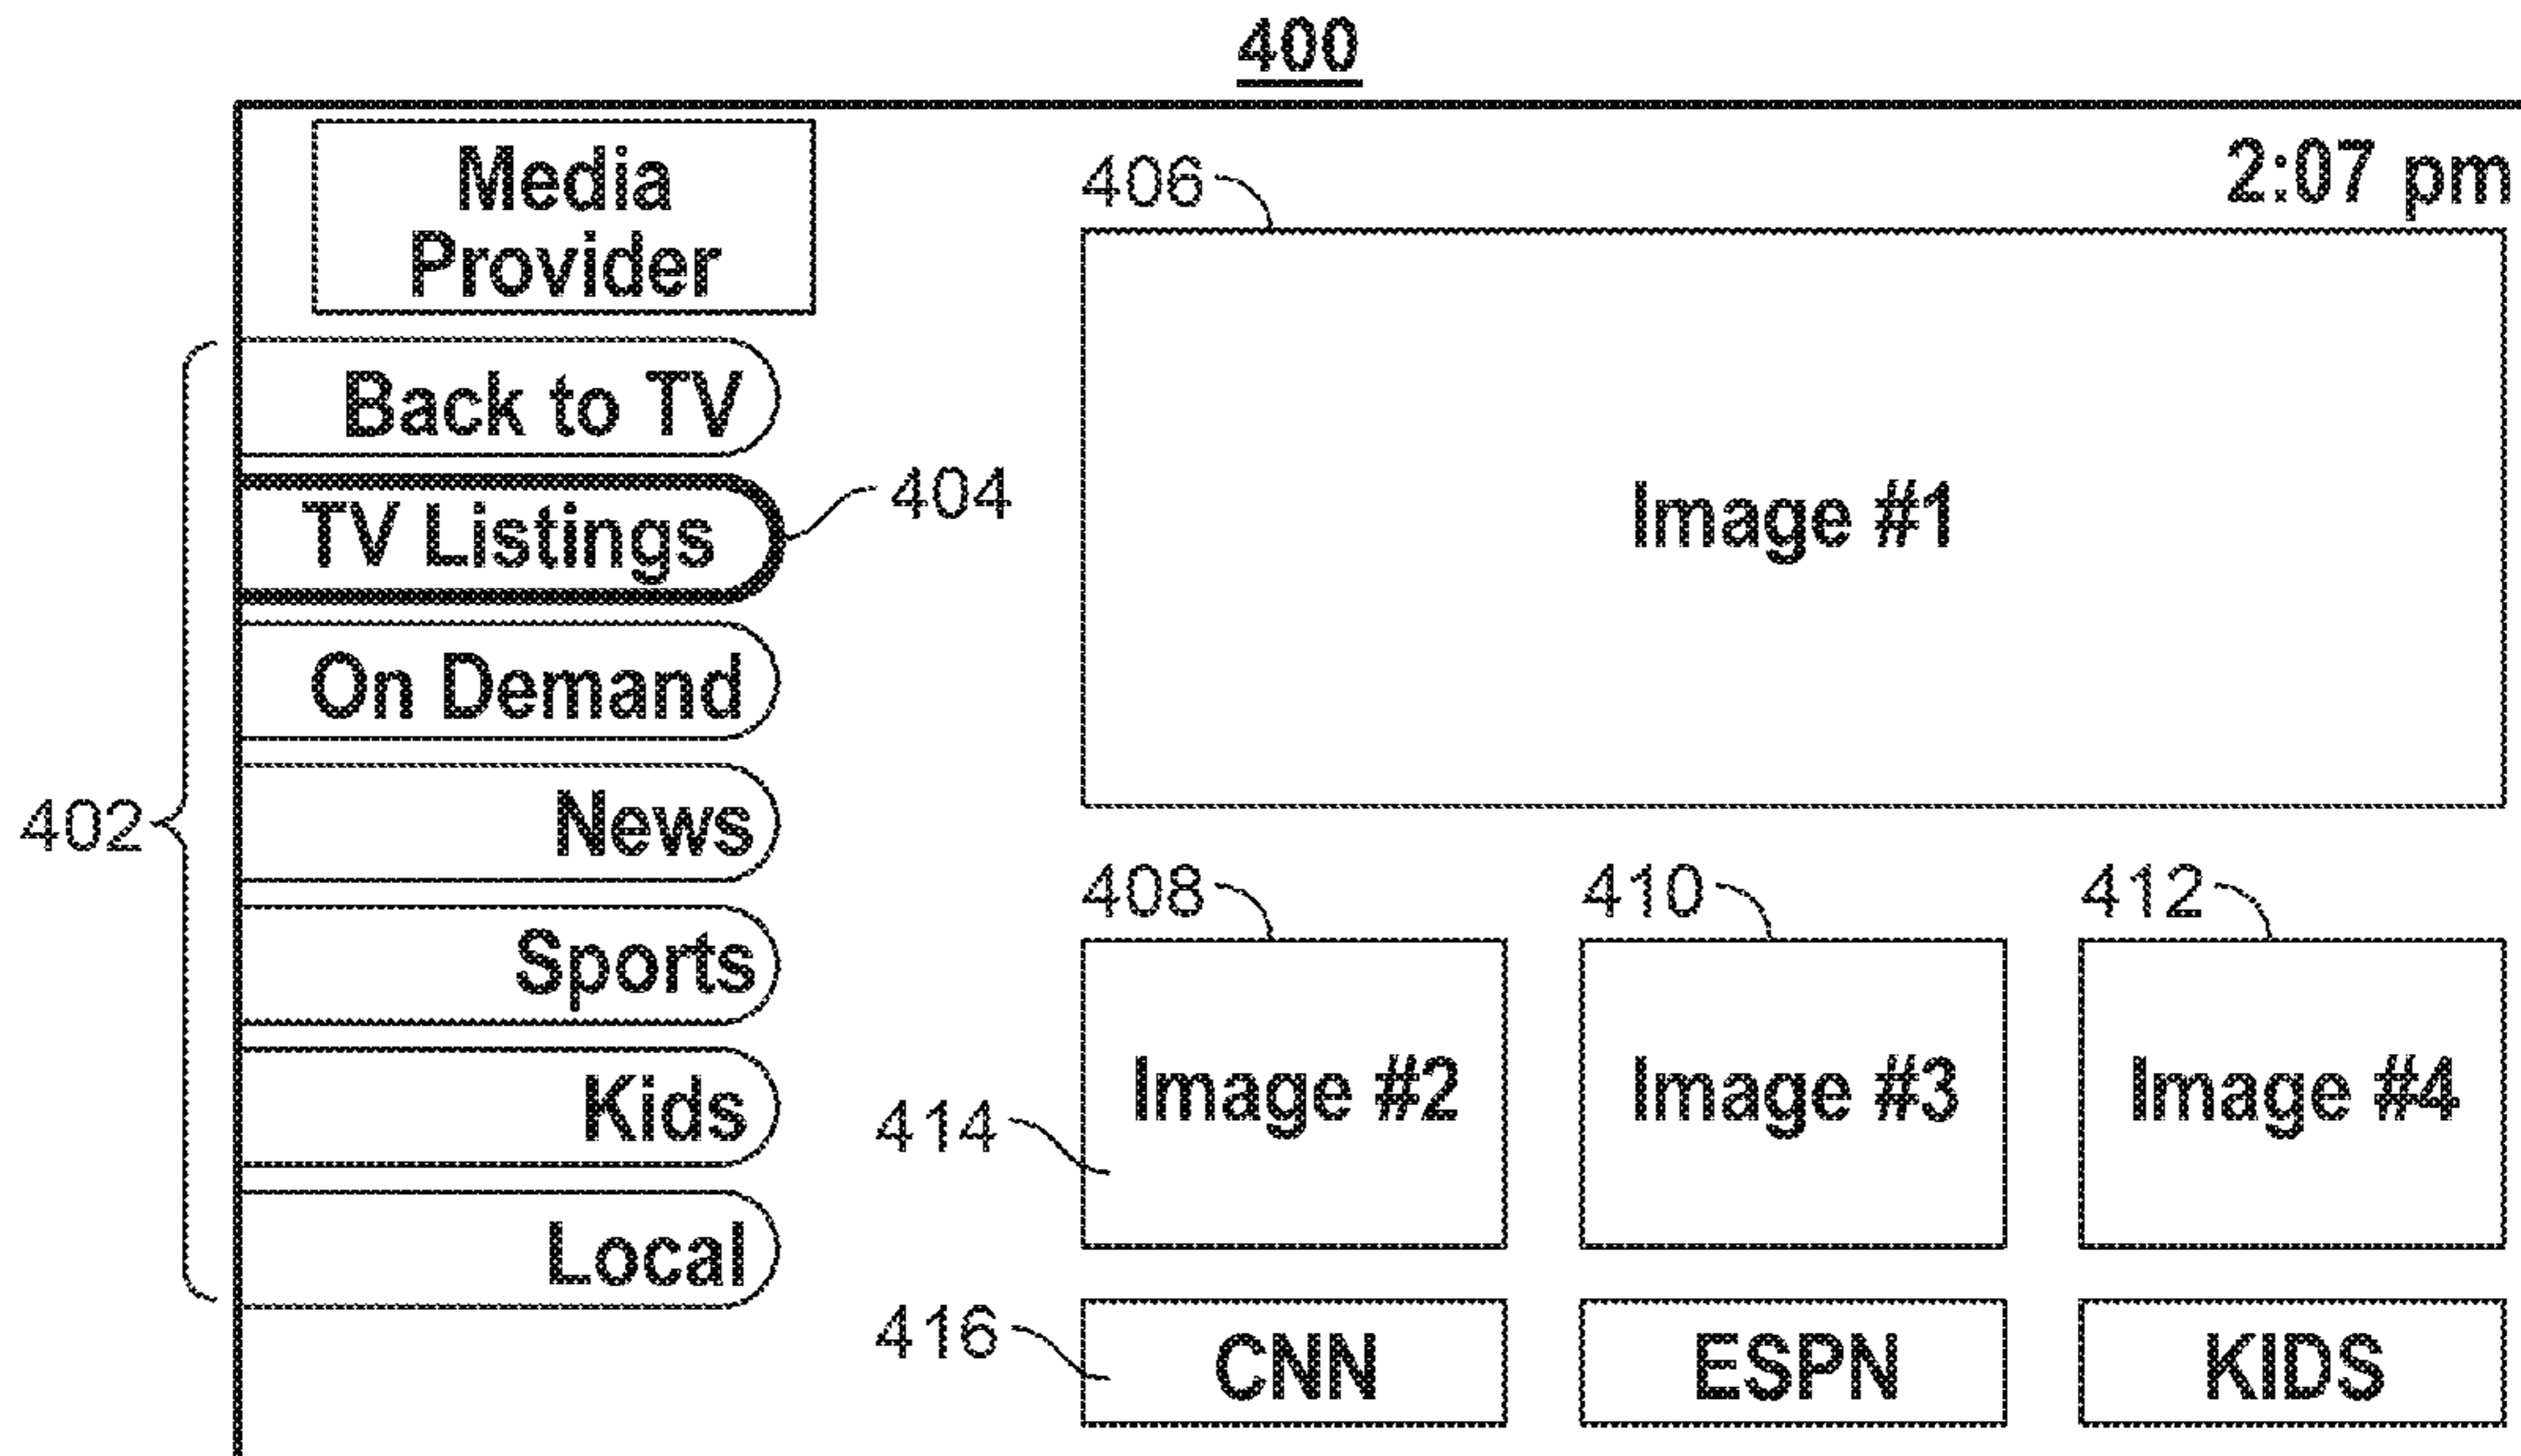 400
Media
Provider
2:07 pm
406
Image #1
402
Back to TV
TV Listings
404
On Demand
News
Sports
Kids
Local
408
410
412
Image #2
Image #3
Image #4
414
416
CNN
ESPN
KIDS